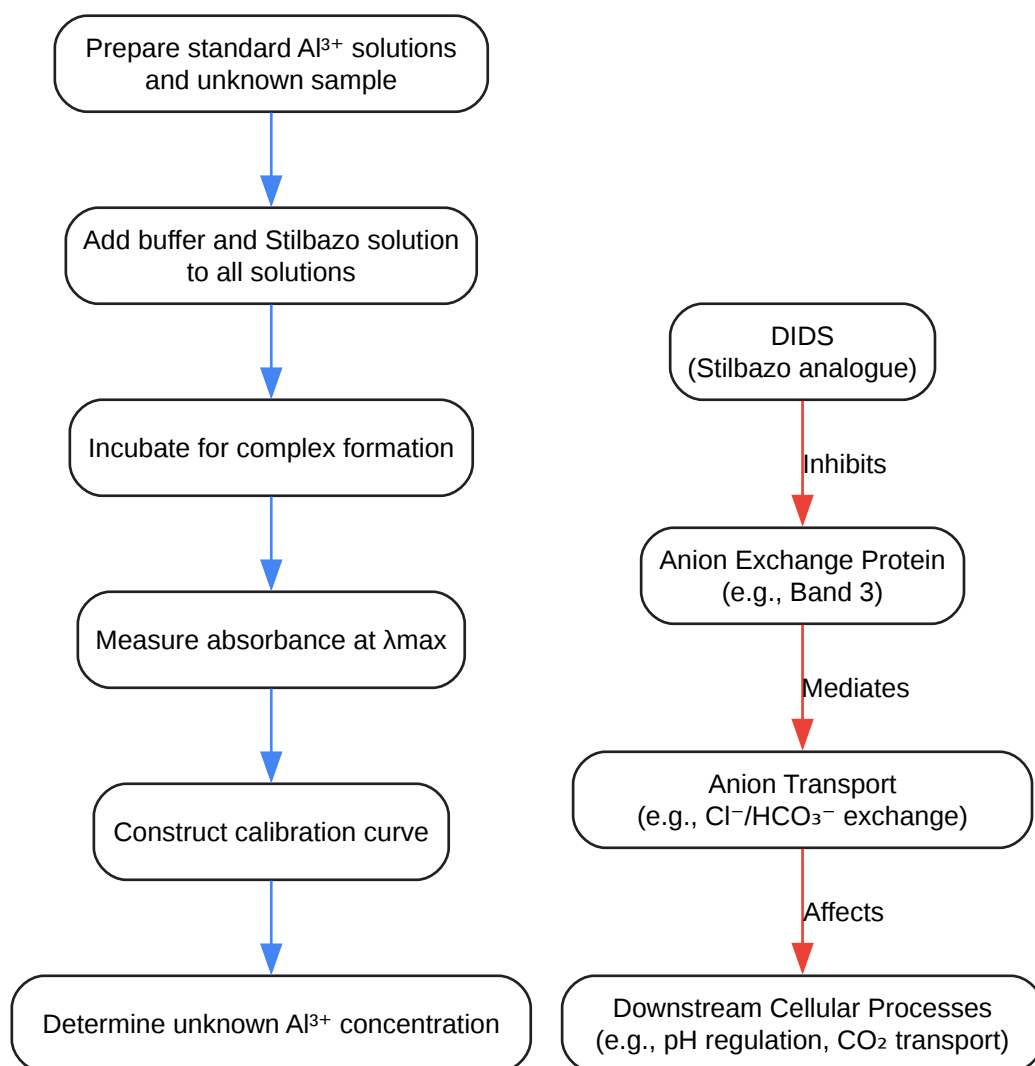 Prepare standard Al³⁺ solutions
and unknown sample
Add buffer and Stilbazo solution
to all solutions
Incubate for complex formation
Measure absorbance at λmax
Construct calibration curve
Determine unknown Al³⁺ concentration
DIDS
(Stilbazo analogue)
Inhibits
Anion Exchange Protein
(e.g., Band 3)
Mediates
Anion Transport
(e.g., Cl⁻/HCO₃⁻ exchange)
Affects
Downstream Cellular Processes
(e.g., pH regulation, CO₂ transport)